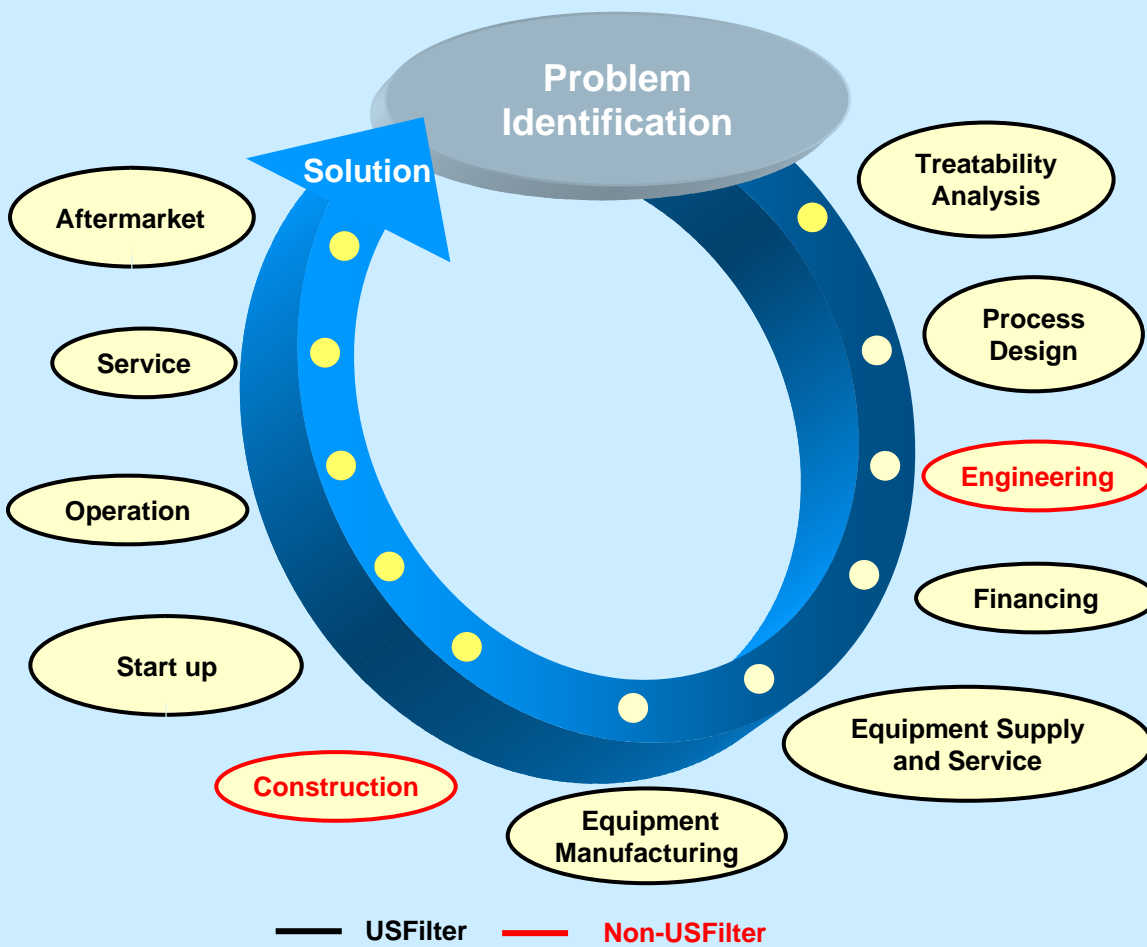 Problem
Identification
Solution
Treatability
Analysis
Process
Design
Engineering
Financing
Equipment Supply
and Service
Equipment
Manufacturing
Construction
Start up
Operation
Service
Aftermarket
USFilter
Non-USFilter